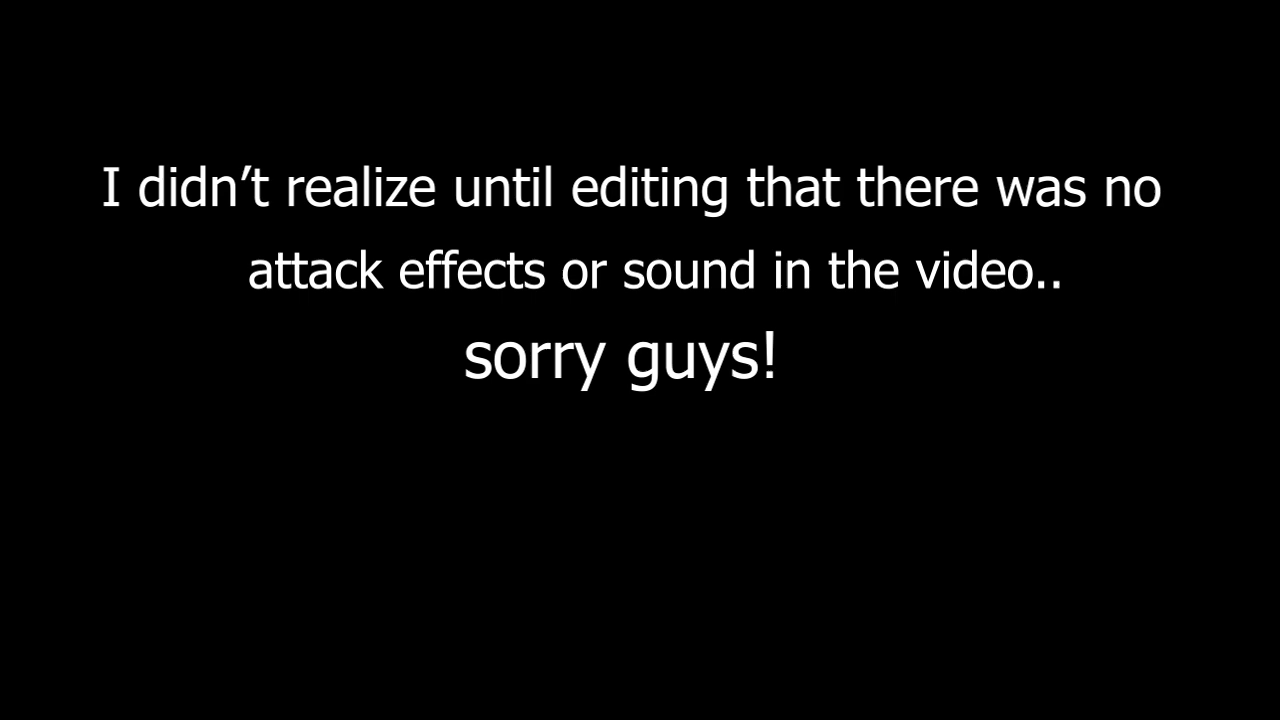 I didn’t realize until editing that there was no
attack effects or sound in the video..
sorry guys!